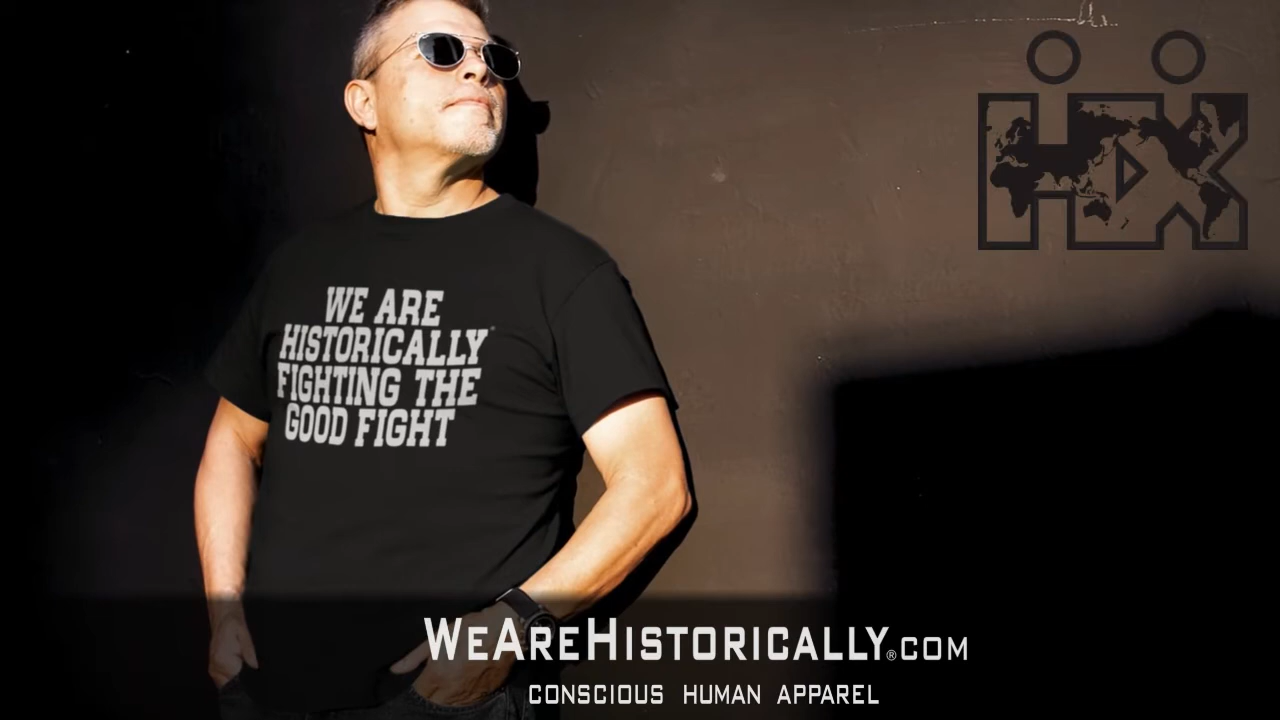 WE ARE
HISTORICALLY®
FIGHTING THE
GOOD FIGHT
WEAREHISTORICALLY®.COM
CONSCIOUS HUMAN APPAREL